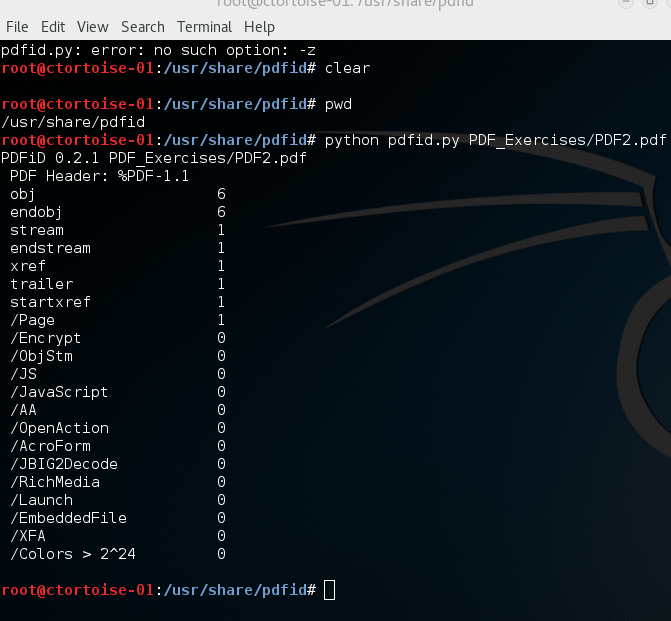 root@ctortoise-01: /usr/share/pdfid
File Edit View Search Terminal Help
pdfid.py: error: no such option: -z
root@ctortoise-01:/usr/share/pdfid# clear
root@ctortoise-01:/usr/share/pdfid# pwd
/usr/share/pdfid
root@ctortoise-01:/usr/share/pdfid# python pdfid.py PDF_Exercises/PDF2.pdf
PDFiD 0.2.1 PDF_Exercises/PDF2.pdf
PDF Header: %PDF-1.1
obj 6
endobj 6
stream 1
endstream 1
xref 1
trailer 1
startxref 1
/Page 1
/Encrypt 0
/ObjStm 0
/JS 0
/JavaScript 0
/AA 0
/OpenAction 0
/AcroForm 0
/JBIG2Decode 0
/RichMedia 0
/Launch 0
/EmbeddedFile 0
/XFA 0
/Colors > 2^24 0
root@ctortoise-01:/usr/share/pdfid#